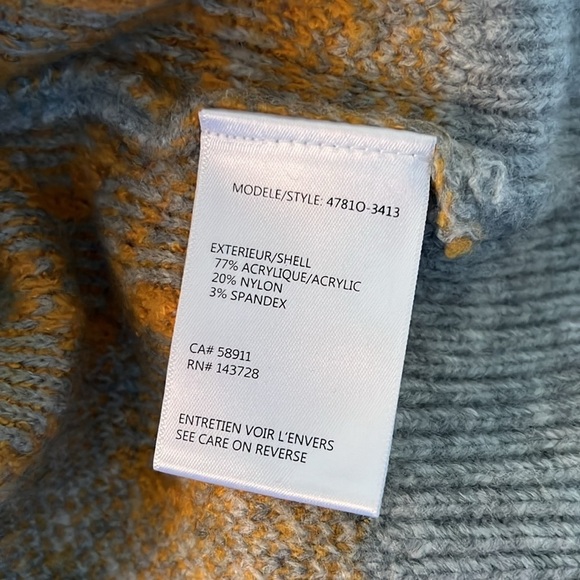 MODELE/STYLE: 4781O-3413
EXTERIEUR/SHELL
77% ACRYLIQUE/ACRYLIC
20% NYLON
3% SPANDEX
CA# 58911
RN# 143728
ENTRETIEN VOIR L'ENVERS
SEE CARE ON REVERSE